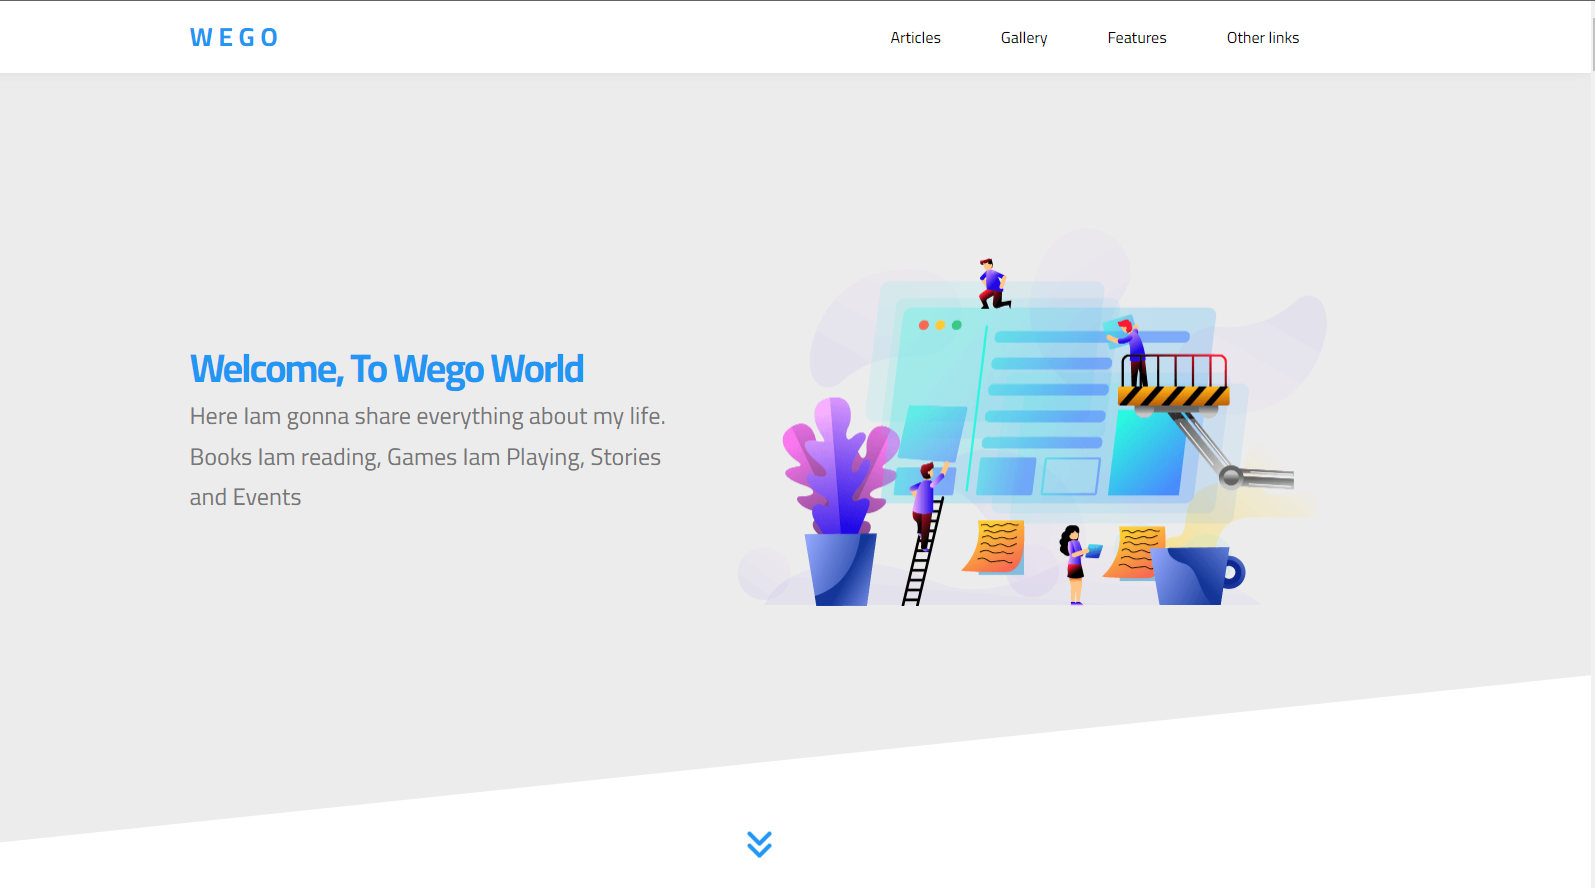 WEGO
Articles Gallery Features Other links
Welcome, To Wego World
Here Iam gonna share everything about my life.
Books Iam reading, Games Iam Playing, Stories
and Events